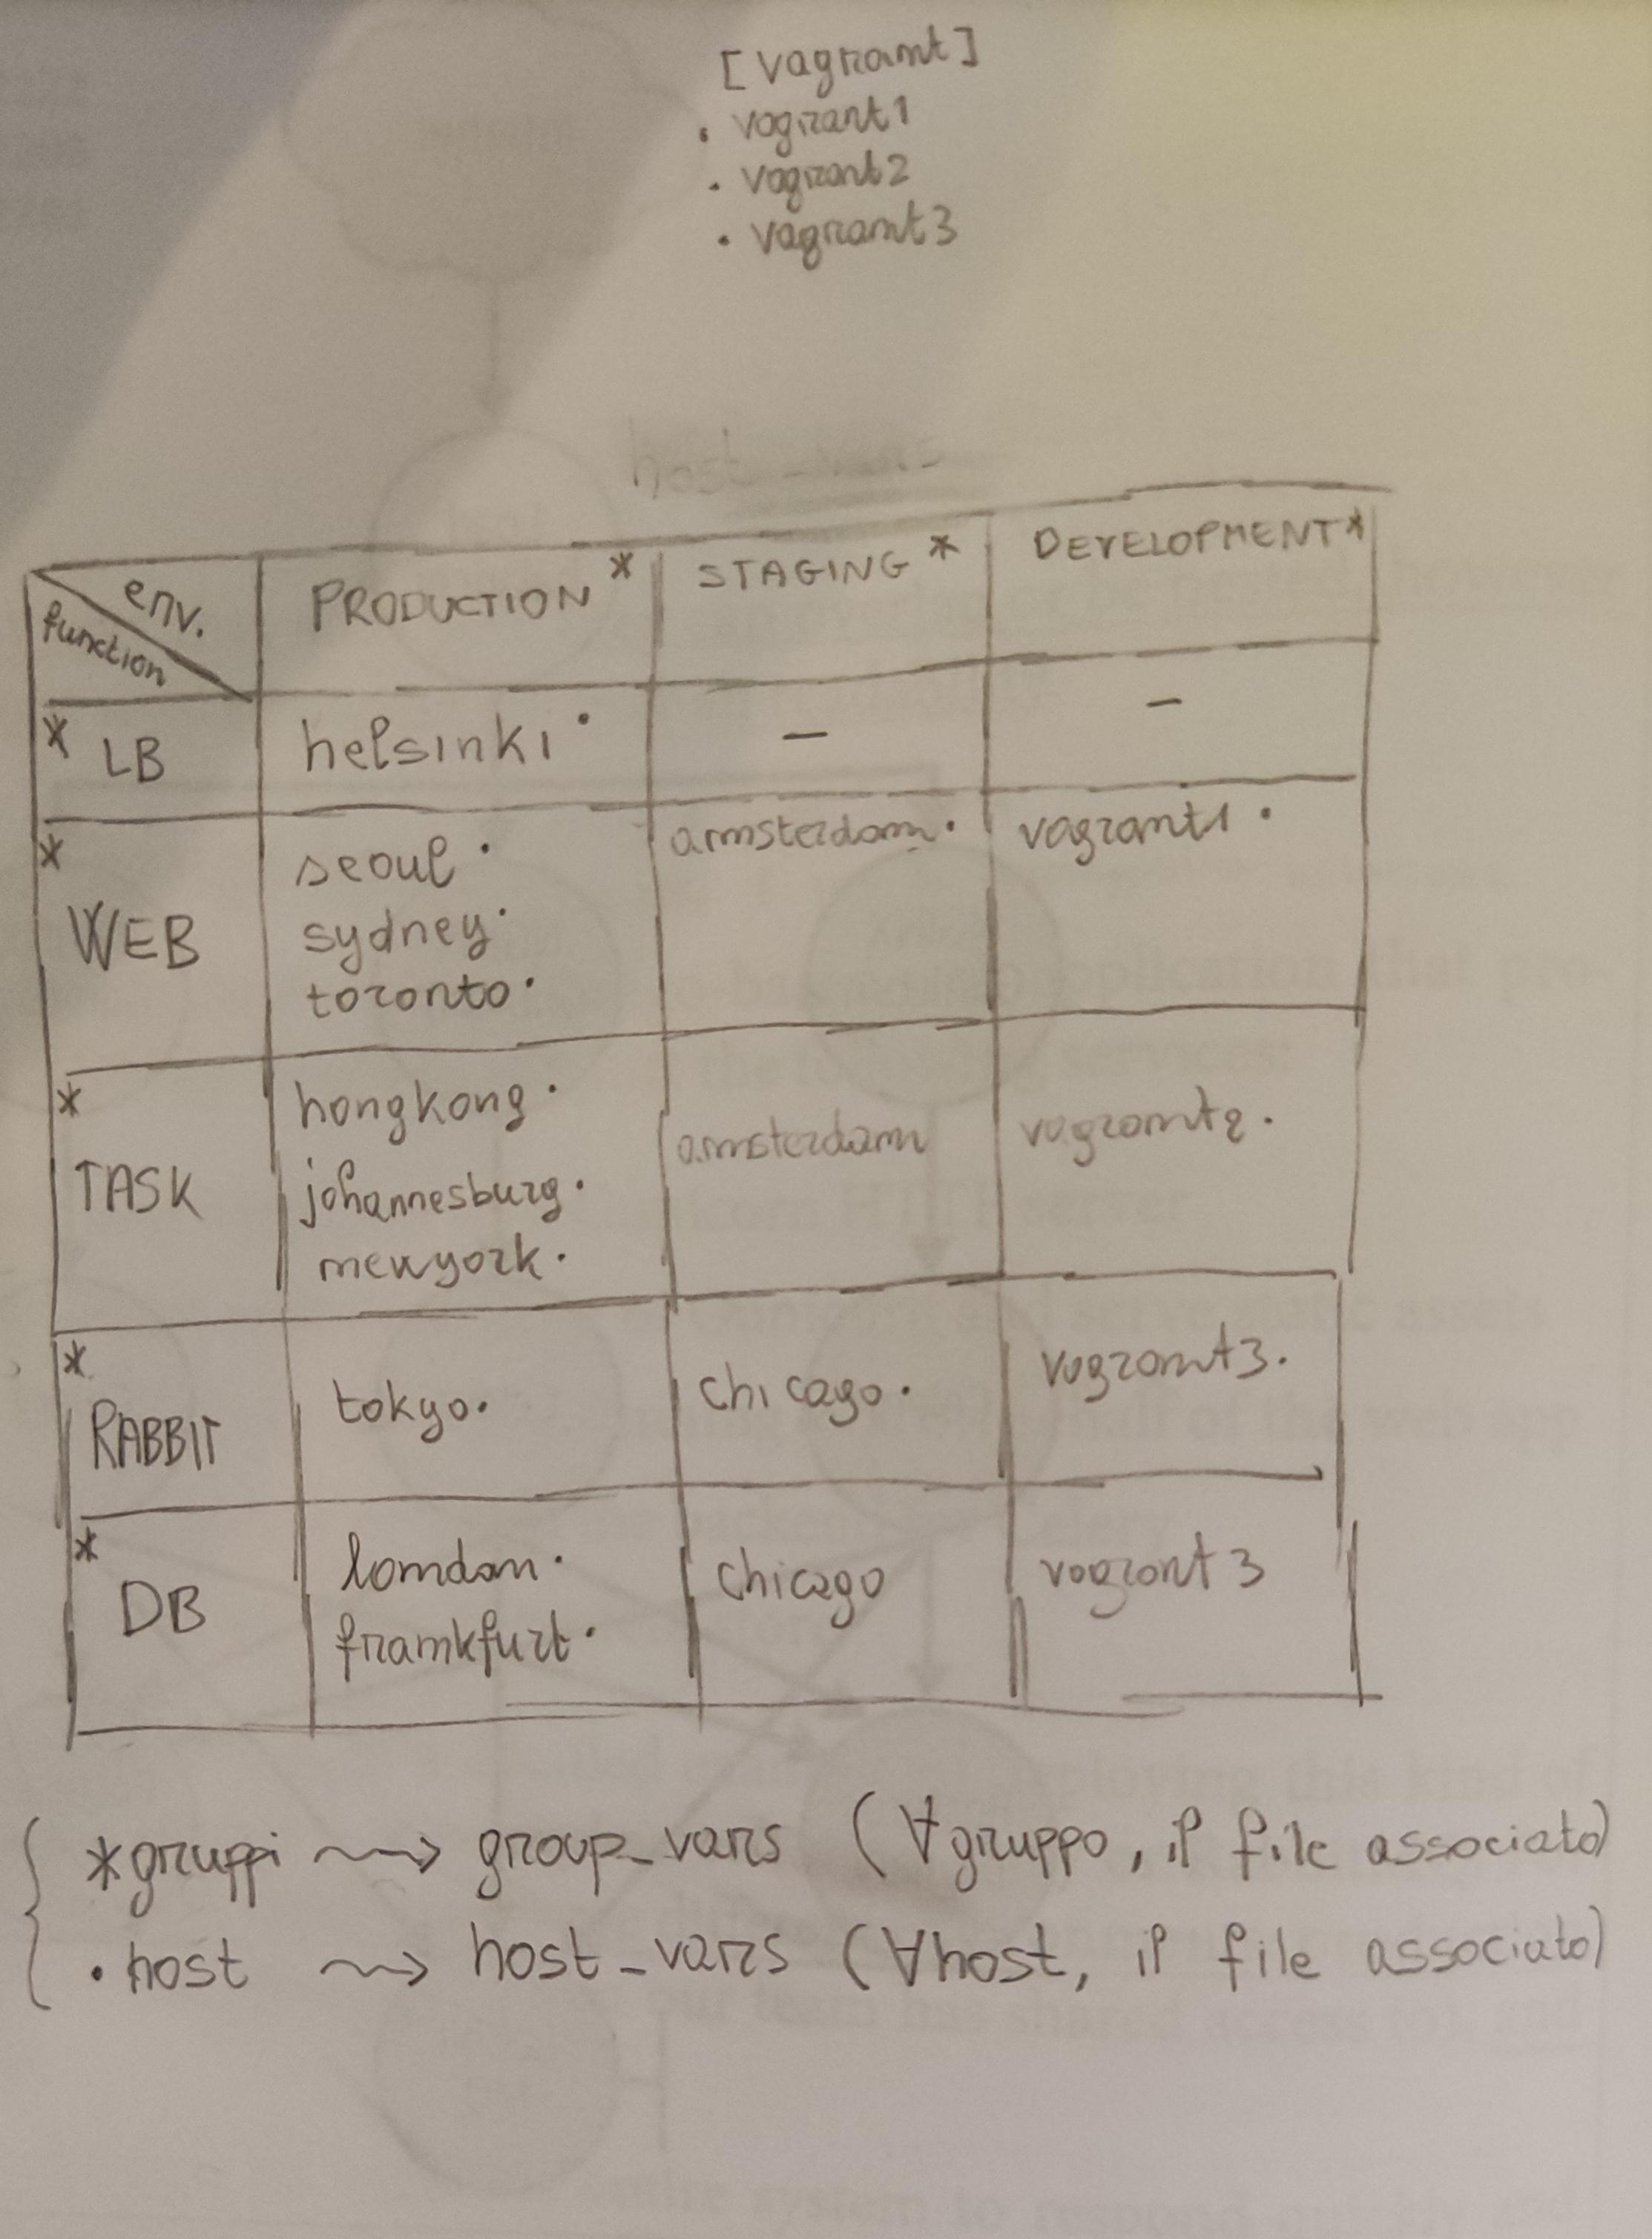 [vagrant]
• vagrant1
• vagrant2
• vagrant3
host_vars
env.
function
PRODUCTION *
STAGING *
DEVELOPMENT *
* LB
helsinki •
–
–
* WEB
seoul •
sydney •
toronto •
amsterdam •
vagrant1 •
* TASK
hongkong •
johannesburg •
newyork •
amsterdam
vagrant2 •
* RABBIT
tokyo •
chicago •
vagrant3 •
* DB
london •
frankfurt •
chicago
vagrant3
* gruppi ⇝ group_vars (∀gruppo, il file associato)
• host ⇝ host_vars (∀host, il file associato)